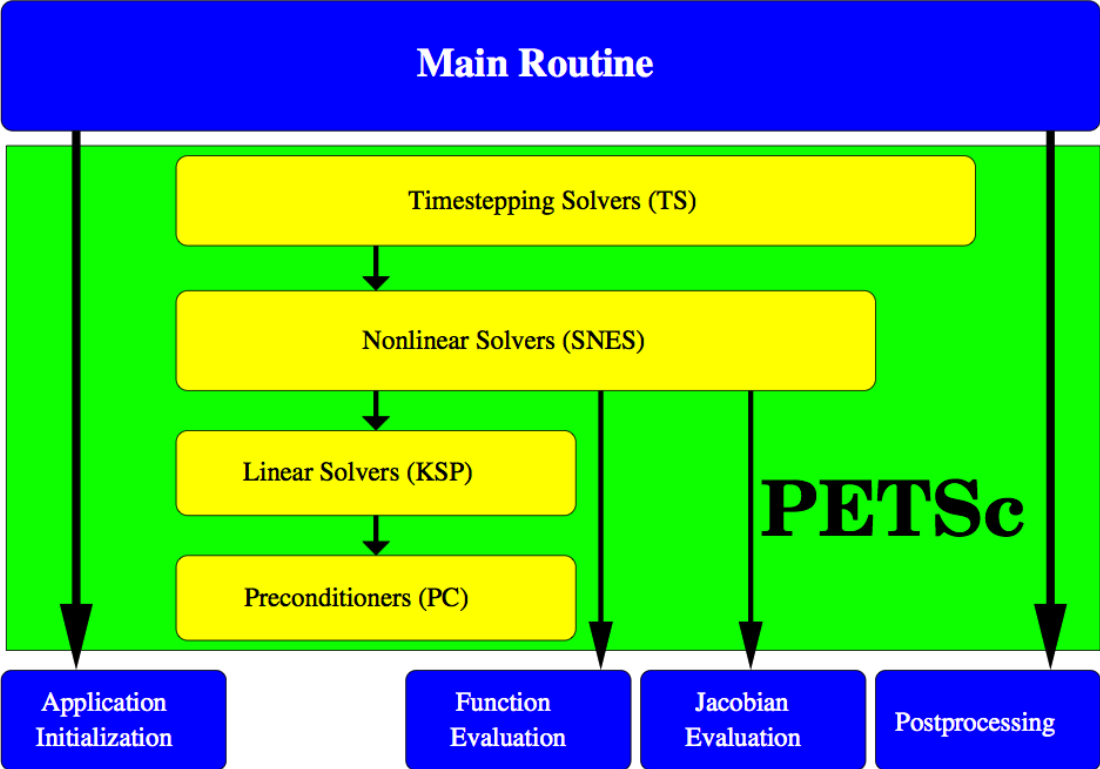 Main Routine
Timestepping Solvers (TS)
Nonlinear Solvers (SNES)
Linear Solvers (KSP)
PETSc
Preconditioners (PC)
Application
Initialization
Function
Evaluation
Jacobian
Evaluation
Postprocessing